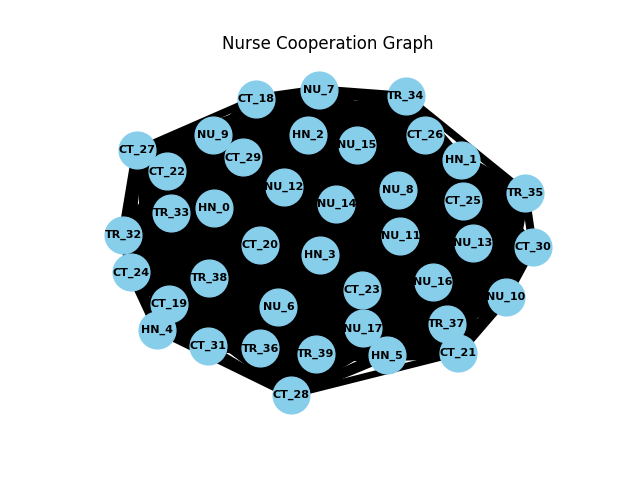 Nurse Cooperation Graph
NU_7
TR_34
CT_18
NU_9
HN_2
CT_26
NU_15
CT_27
CT_29
HN_1
CT_22
NU_12
NU_8
TR_35
CT_25
NU_14
HN_0
TR_33
TR_32
NU_11
NU_13
CT_20
CT_30
HN_3
CT_24
TR_38
NU_16
CT_23
NU_10
CT_19
NU_6
HN_4
TR_37
NU_17
CT_31
TR_36
CT_21
TR_39
HN_5
CT_28